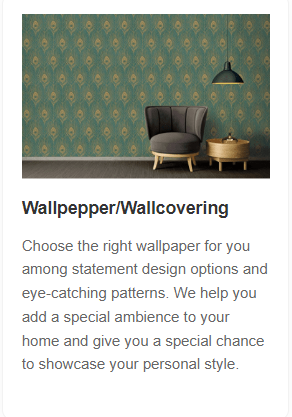 Wallpepper/Wallcovering
Choose the right wallpaper for you
among statement design options and
eye-catching patterns. We help you
add a special ambience to your
home and give you a special chance
to showcase your personal style.